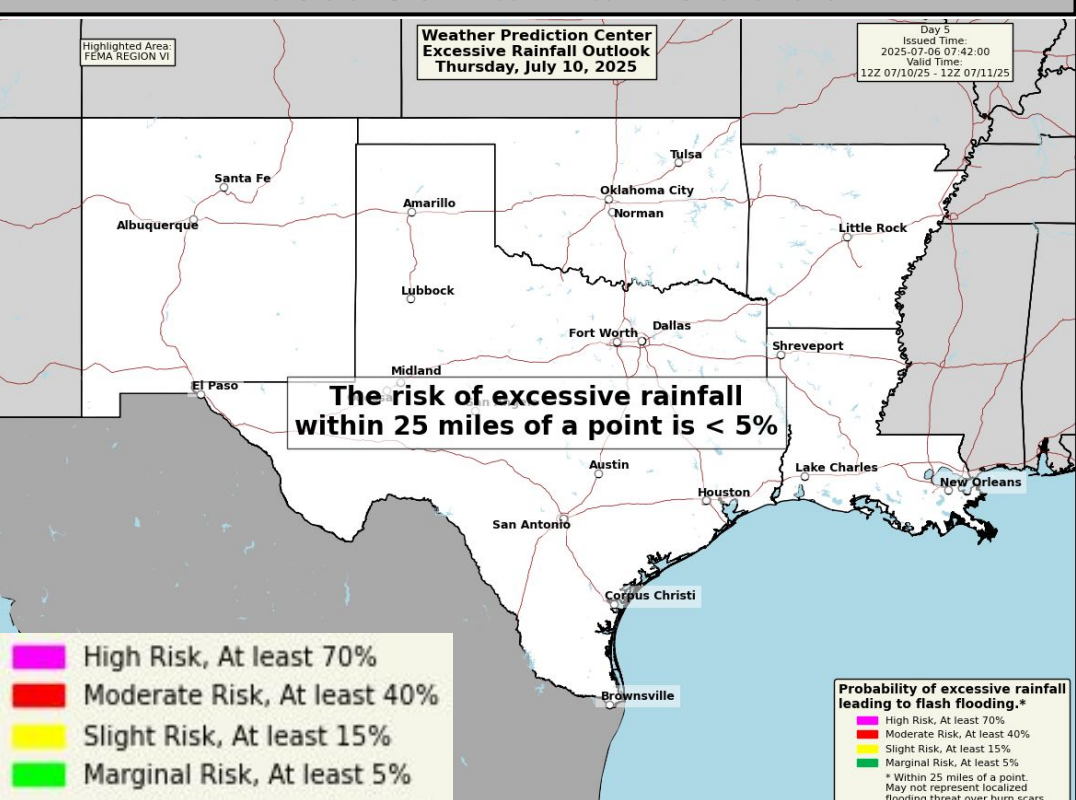 Highlighted Area:
FEMA REGION VI
Weather Prediction Center
Excessive Rainfall Outlook
Thursday, July 10, 2025
Day 5
Issued Time:
2025-07-06 07:42:00
Valid Time:
12Z 07/10/25 - 12Z 07/11/25
Tulsa
Santa Fe
Oklahoma City
Amarillo
Norman
Albuquerque
Little Rock
Lubbock
Fort Worth
Dallas
Shreveport
Midland
El Paso
The risk of excessive rainfall
within 25 miles of a point is < 5%
Austin
Lake Charles
New Orleans
Houston
San Antonio
Corpus Christi
Brownsville
High Risk, At least 70%
Moderate Risk, At least 40%
Slight Risk, At least 15%
Marginal Risk, At least 5%
Probability of excessive rainfall
leading to flash flooding.*
High Risk, At least 70%
Moderate Risk, At least 40%
Slight Risk, At least 15%
Marginal Risk, At least 5%
* Within 25 miles of a point.
May not represent localized
flooding threat over burn scars